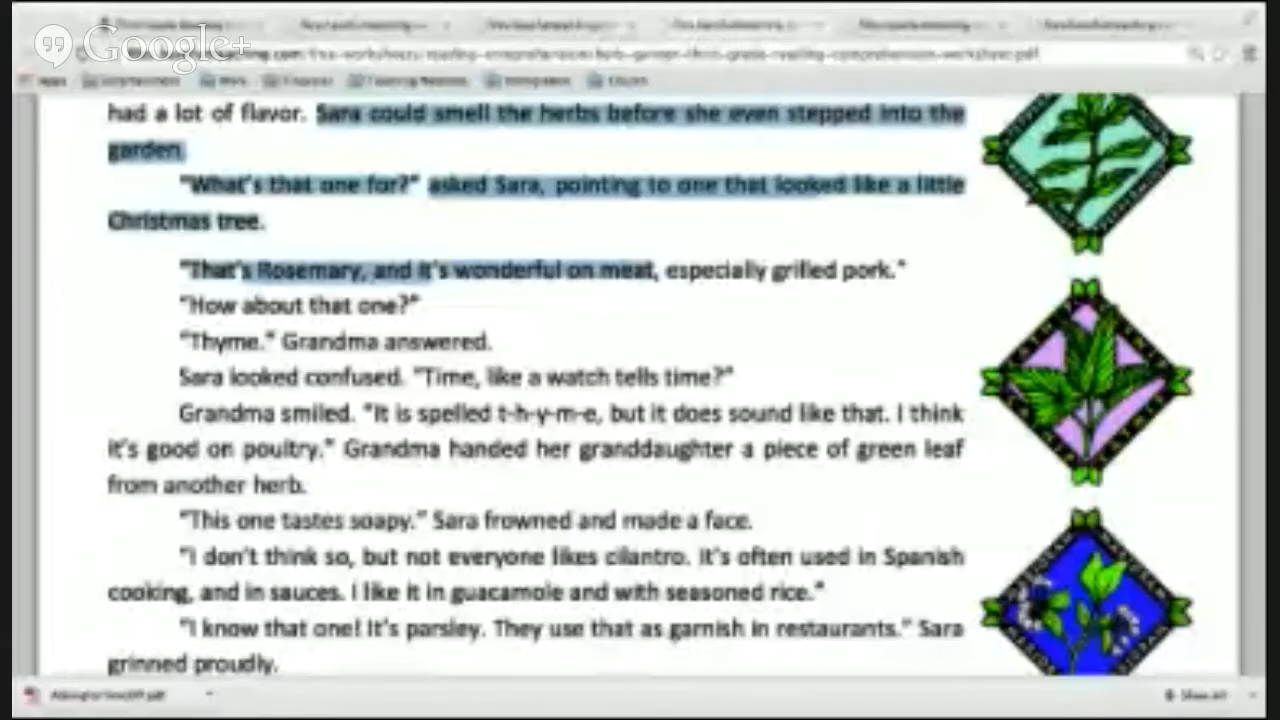 Google+
had a lot of flavor. Sara could smell the herbs before she even stepped into the
garden.
"What's that one for?" asked Sara, pointing to one that looked like a little
Christmas tree.
"That's Rosemary, and it's wonderful on meat, especially grilled pork."
"How about that one?"
"Thyme." Grandma answered.
Sara looked confused. "Time, like a watch tells time?"
Grandma smiled. "It is spelled t-h-y-m-e, but it does sound like that. I think
it's good on poultry." Grandma handed her granddaughter a piece of green leaf
from another herb.
"This one tastes soapy." Sara frowned and made a face.
"I don't think so, but not everyone likes cilantro. It's often used in Spanish
cooking, and in sauces. I like it in guacamole and with seasoned rice."
"I know that one! It's parsley. They use that as garnish in restaurants." Sara
grinned proudly.
Show All